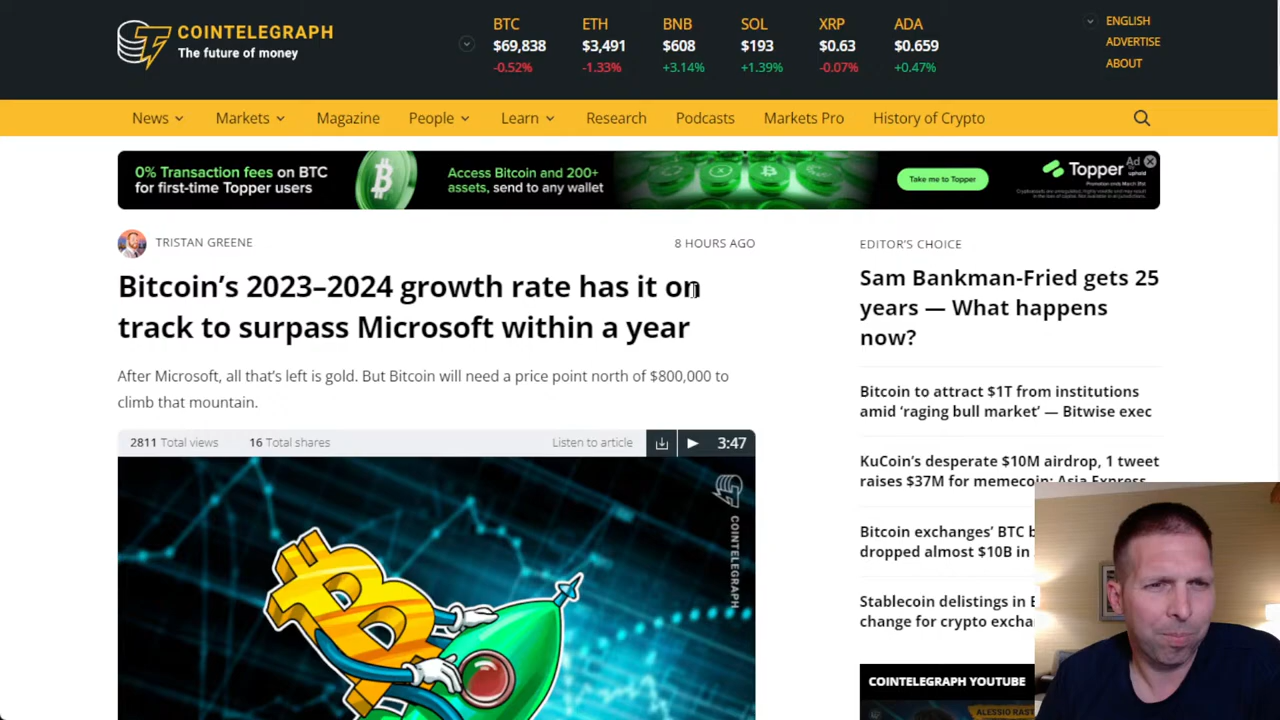 COINTELEGRAPH
The future of money
BTC
$69,838
-0.52%
ETH
$3,491
-1.33%
BNB
$608
+3.14%
SOL
$193
+1.39%
XRP
$0.63
-0.07%
ADA
$0.659
+0.47%
ENGLISH
ADVERTISE
ABOUT
News
Markets
Magazine
People
Learn
Research
Podcasts
Markets Pro
History of Crypto
0% Transaction fees on BTC
for first-time Topper users
Access Bitcoin and 200+
assets, send to any wallet
Take me to Topper
Topper
by uphold
Ad
TRISTAN GREENE
8 HOURS AGO
Bitcoin’s 2023–2024 growth rate has it on
track to surpass Microsoft within a year
After Microsoft, all that’s left is gold. But Bitcoin will need a price point north of $800,000 to
climb that mountain.
2811 Total views
16 Total shares
Listen to article
3:47
COINTELEGRAPH
EDITOR’S CHOICE
Sam Bankman-Fried gets 25
years — What happens
now?
Bitcoin to attract $1T from institutions
amid ‘raging bull market’ — Bitwise exec
KuCoin’s desperate $10M airdrop, 1 tweet
raises $37M for memecoin: Asia Express
Bitcoin exchanges’ BTC
dropped almost $10B in
Stablecoin delistings in
change for crypto
COINTELEGRAPH YOUTUBE